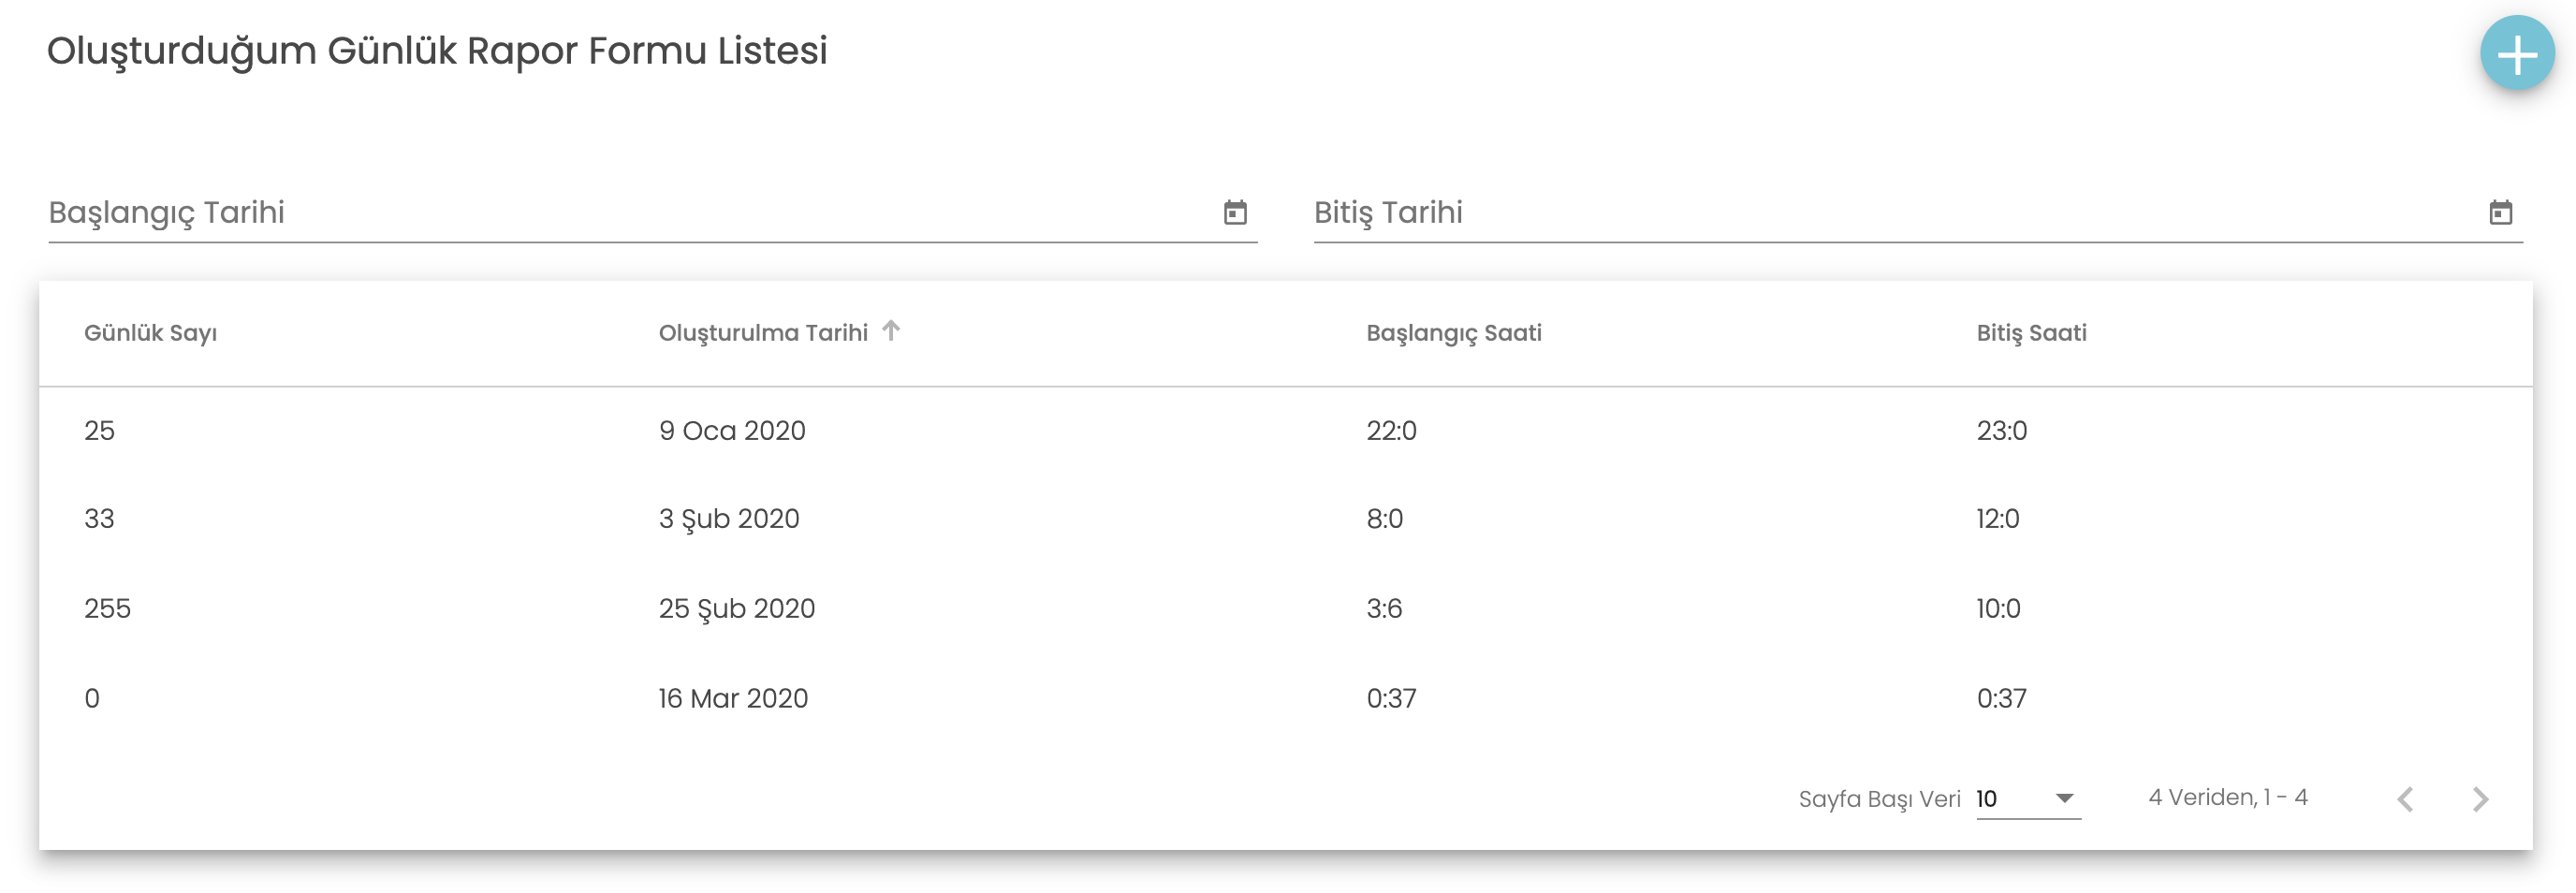 Oluşturduğum Günlük Rapor Formu Listesi
Başlangıç Tarihi Bitiş Tarihi
Günlük Sayı Oluşturulma Tarihi Başlangıç Saati Bitiş Saati
25 9 Oca 2020 22:0 23:0
33 3 Şub 2020 8:0 12:0
255 25 Şub 2020 3:6 10:0
0 16 Mar 2020 0:37 0:37
Sayfa Başı Veri 10 4 Veriden, 1 - 4